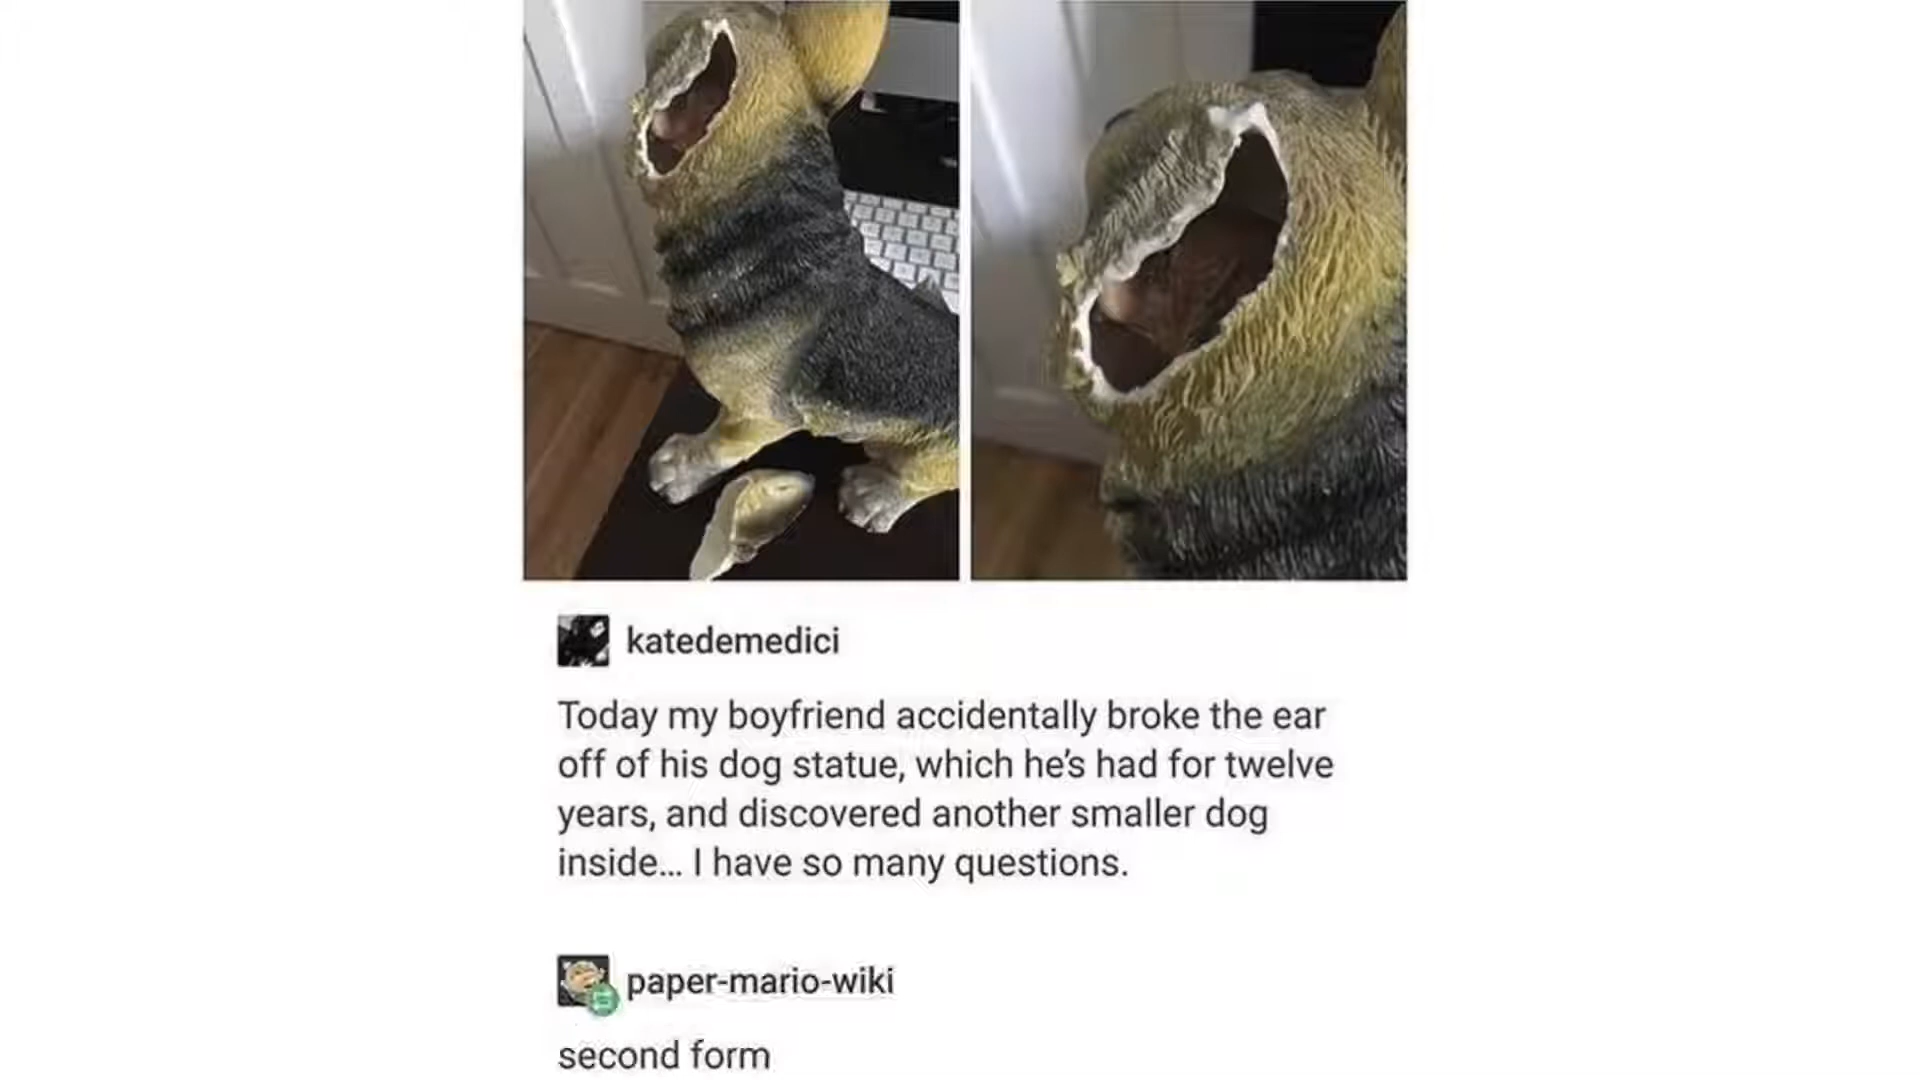 katedemedici
Today my boyfriend accidentally broke the ear
off of his dog statue, which he's had for twelve
years, and discovered another smaller dog
inside... I have so many questions.
paper-mario-wiki
second form